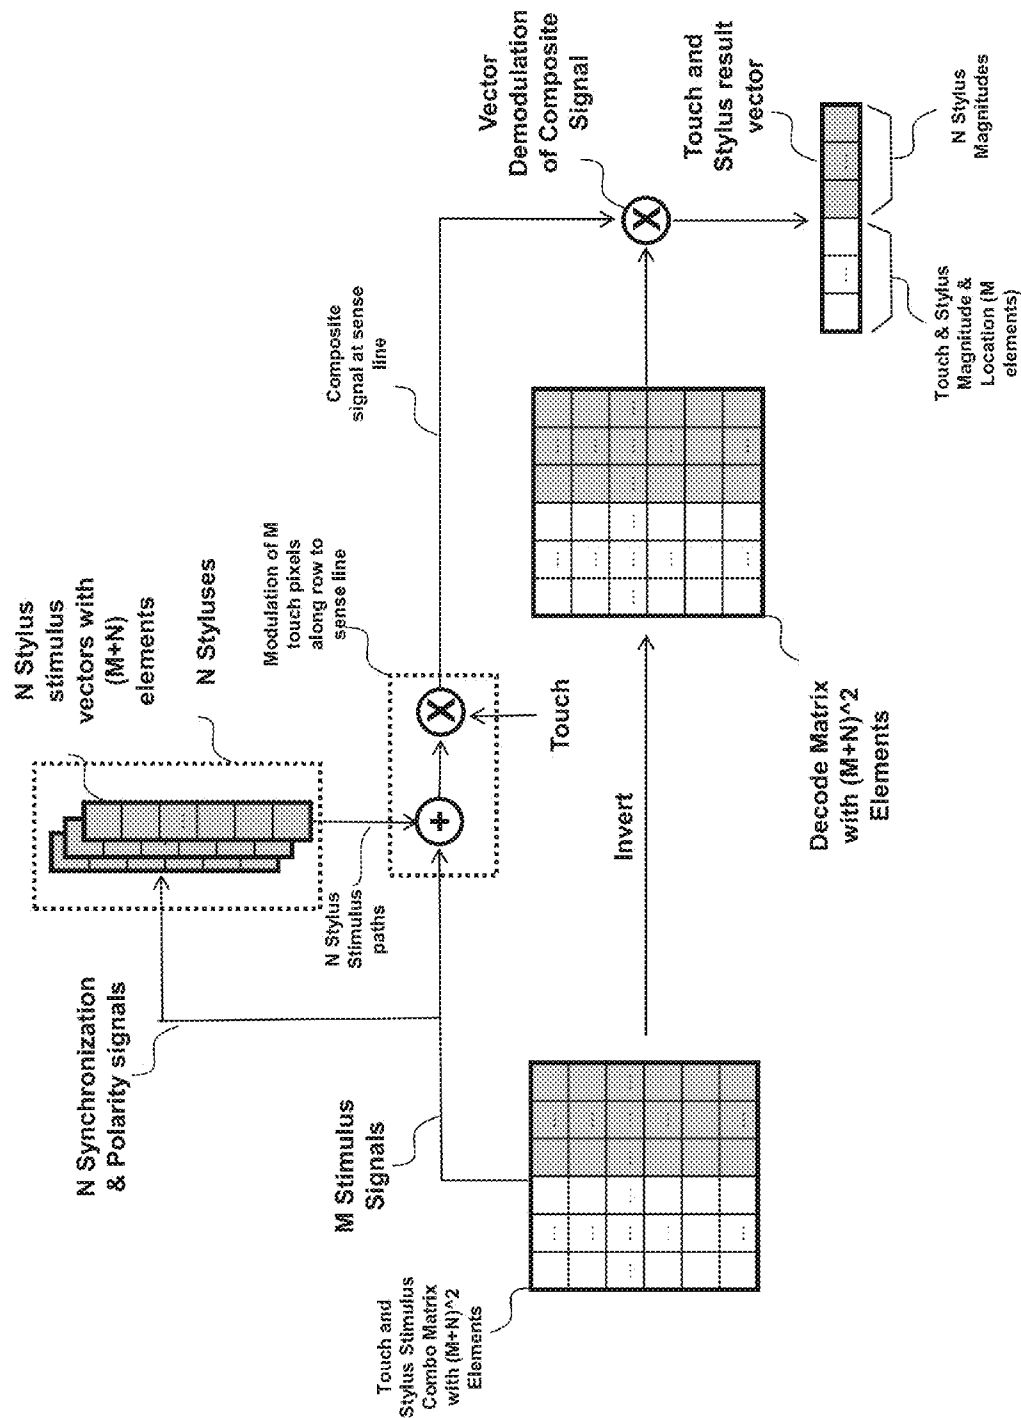 N Stylus
stimulus
vectors with
(M+N)
elements
N Styluses
N Synchronization
& Polarity signals
N Stylus
Stimulus
paths
Modulation of M
touch pixels
along row to
sense line
Composite
signal at sense
line
Vector
Demodulation
of Composite
Signal
Touch and
Stylus result
vector
N Stylus
Magnitudes
Touch & Stylus
Magnitude &
Location (M
elements)
M Stimulus
Signals
+
X
X
Touch
Invert
Touch and
Stylus Stimulus
Combo Matrix
with (M+N)^2
Elements
Decode Matrix
with (M+N)^2
Elements